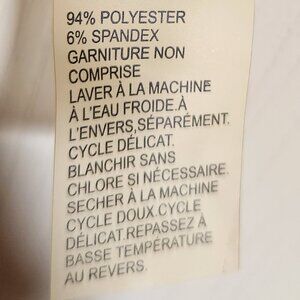 94% POLYESTER
6% SPANDEX
GARNITURE NON
COMPRISE
LAVER À LA MACHINE
À L'EAU FROIDE.À
L'ENVERS,SÉPARÉMENT.
CYCLE DÉLICAT.
BLANCHIR SANS
CHLORE SI NÉCESSAIRE.
SECHER À LA MACHINE
CYCLE DOUX.CYCLE
DÉLICAT.REPASSEZ À
BASSE TEMPÉRATURE
AU REVERS.